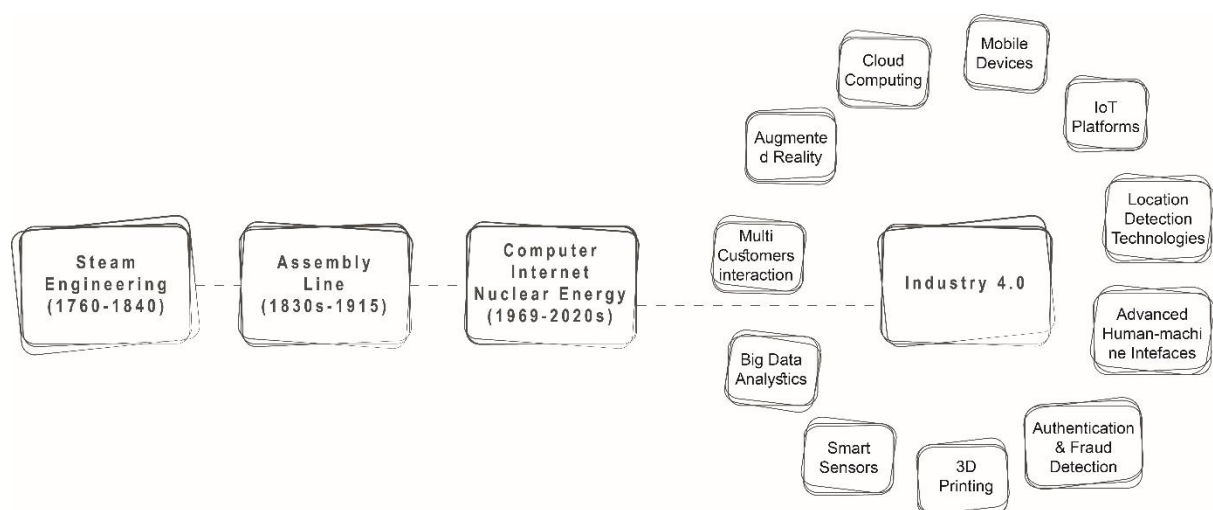 Steam
Engineering
(1760-1840)
Assembly
Line
(1830s-1915)
Computer
Internet
Nuclear Energy
(1969-2020s)
Industry 4.0
Mobile
Devices
IoT
Platforms
Location
Detection
Technologies
Advanced
Human-machi
ne Intefaces
Authentication
& Fraud
Detection
3D
Printing
Smart
Sensors
Big Data
Analystics
Multi
Customers
interaction
Augmente
d Reality
Cloud
Computing